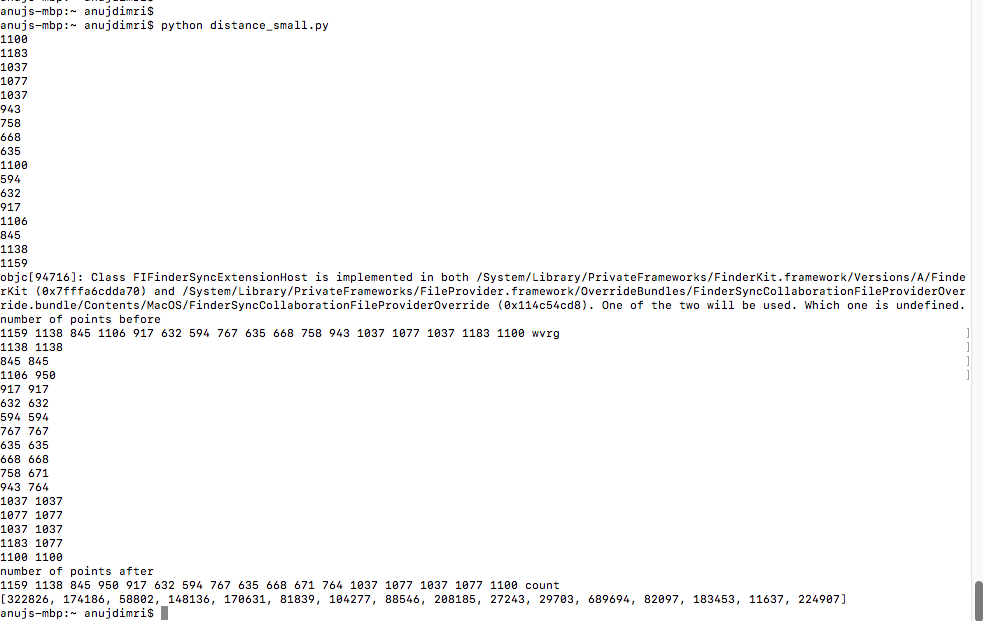 anujs-mbp:~ anujdimri$
anujs-mbp:~ anujdimri$ python distance_small.py
1100
1183
1037
1077
1037
943
758
668
635
1100
594
632
917
1106
845
1138
1159
objc[94716]: Class FIFinderSyncExtensionHost is implemented in both /System/Library/PrivateFrameworks/FinderKit.framework/Versions/A/Finde
rKit (0x7fffa6cdda70) and /System/Library/PrivateFrameworks/FileProvider.framework/OverrideBundles/FinderSyncCollaborationFileProviderOver
ride.bundle/Contents/MacOS/FinderSyncCollaborationFileProviderOverride (0x114c54cd8). One of the two will be used. Which one is undefined.
number of points before
1159 1138 845 1106 917 632 594 767 635 668 758 943 1037 1077 1037 1183 1100 wvrg ]
1138 1138 ]
845 845 ]
1106 950 ]
917 917
632 632
594 594
767 767
635 635
668 668
758 671
943 764
1037 1037
1077 1077
1037 1037
1183 1077
1100 1100
number of points after
1159 1138 845 950 917 632 594 767 635 668 671 764 1037 1077 1037 1077 1100 count
[322826, 174186, 58802, 148136, 170631, 81839, 104277, 88546, 208185, 27243, 29703, 689694, 82097, 183453, 11637, 224907]
anujs-mbp:~ anujdimri$